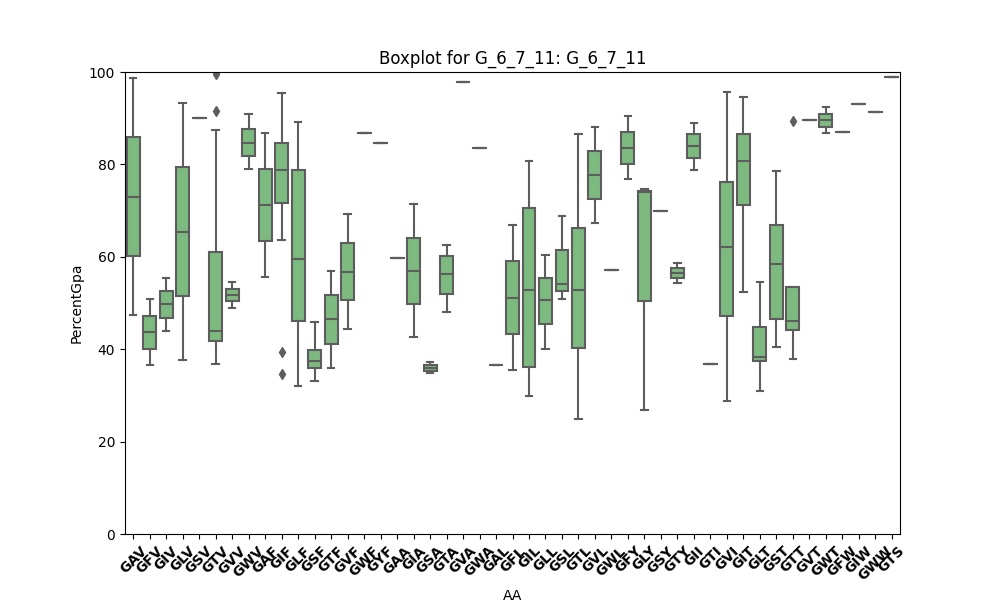 Boxplot for G_6_7_11: G_6_7_11
PercentGpa
100
80
60
40
20
0
GAV GFV GIV GLV GSV GTV GVV GWV GAF GIF GLF GSF GTF GVF GWF GYF GAA GIA GSA GTA GVA GWA GAL GFL GIL GLL GSL GTL GVL GWL GFY GLY GSY GTY GII GTI GVI GIT GLT GST GTT GVT GWT GFW GIW GLW GVW GTS
AA